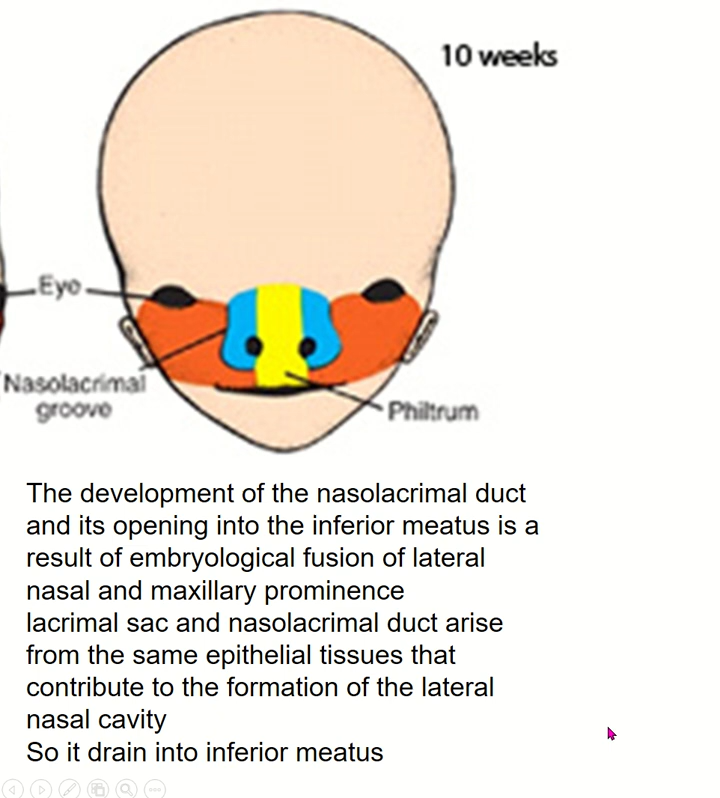 10 weeks
Eye
Nasolacrimal
groove
Philtrum
The development of the nasolacrimal duct
and its opening into the inferior meatus is a
result of embryological fusion of lateral
nasal and maxillary prominence
lacrimal sac and nasolacrimal duct arise
from the same epithelial tissues that
contribute to the formation of the lateral
nasal cavity
So it drain into inferior meatus